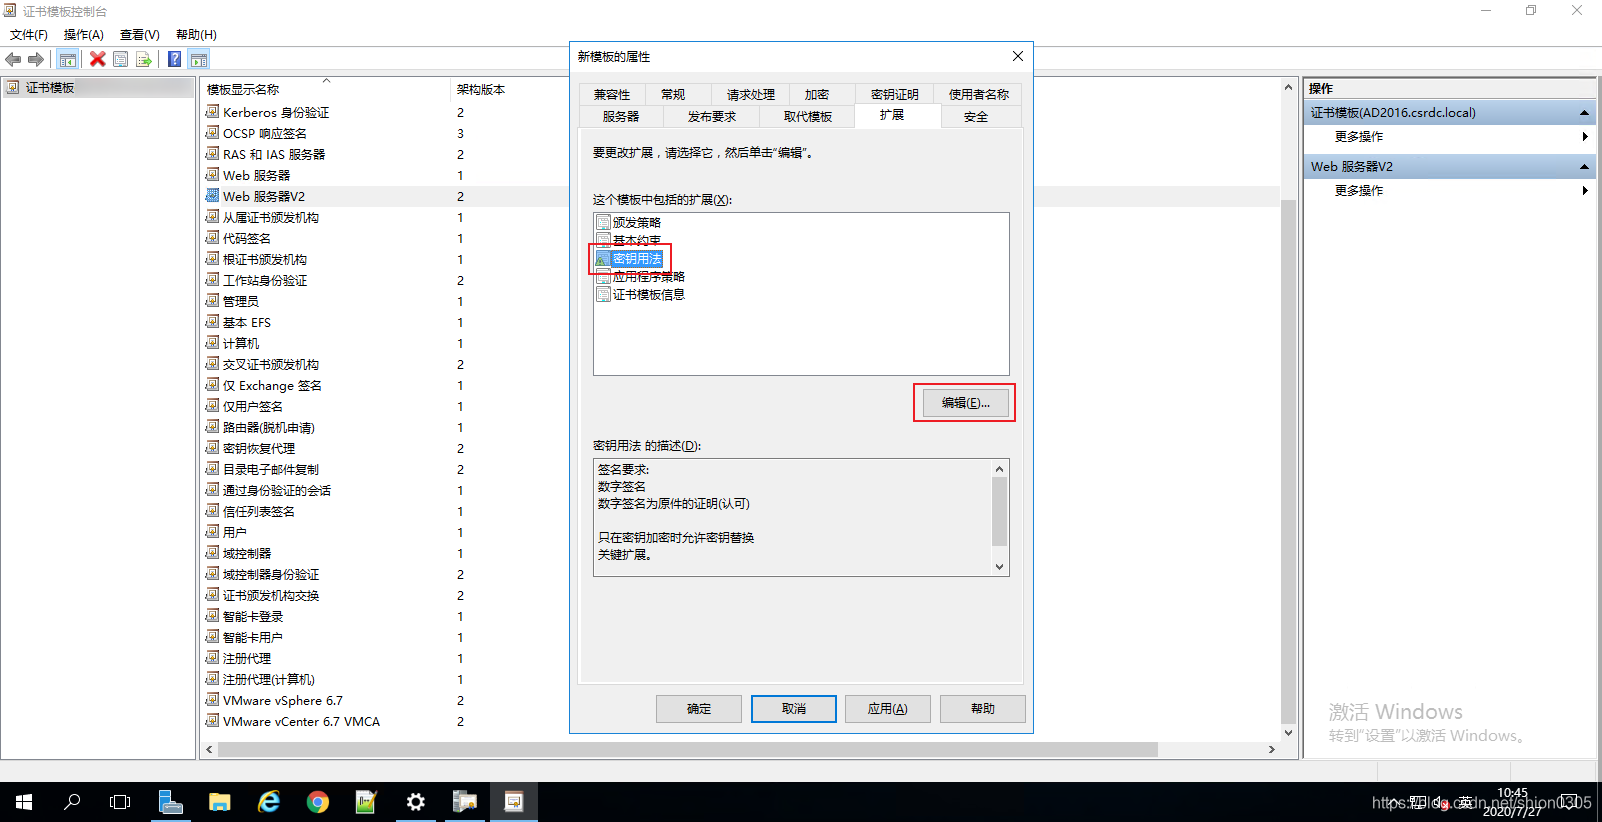 证书模板控制台
文件(F) 操作(A) 查看(V) 帮助(H)
证书模板
模板显示名称 架构版本
Kerberos 身份验证 2
OCSP 响应签名 3
RAS 和 IAS 服务器 2
Web 服务器 1
Web 服务器V2 2
从属证书颁发机构 1
代码签名 1
根证书颁发机构 1
工作站身份验证 2
管理员 1
基本 EFS 1
计算机 1
交叉证书颁发机构 2
仅 Exchange 签名 1
仅用户签名 1
路由器(脱机申请) 1
密钥恢复代理 2
目录电子邮件复制 2
通过身份验证的会话 1
信任列表签名 1
用户 1
域控制器 1
域控制器身份验证 2
证书颁发机构交换 2
智能卡登录 1
智能卡用户 1
注册代理 1
注册代理(计算机) 1
VMware vSphere 6.7 2
VMware vCenter 6.7 VMCA 2
新模板的属性
兼容性 常规 请求处理 加密 密钥证明 使用者名称
服务器 发布要求 取代模板 扩展 安全
要更改扩展，请选择它，然后单击“编辑”。
这个模板中包括的扩展(X):
颁发策略
基本约束
密钥用法
应用程序策略
证书模板信息
编辑(E)...
密钥用法 的描述(D):
签名要求:
数字签名
数字签名为原件的证明(认可)
只在密钥加密时允许密钥替换
关键扩展。
确定 取消 应用(A) 帮助
操作
证书模板(AD2016.csrdc.local)
更多操作
Web 服务器V2
更多操作
激活 Windows
转到“设置”以激活 Windows。
英
10:45
2020/7/27
https://blog.csdn.net/shion0305